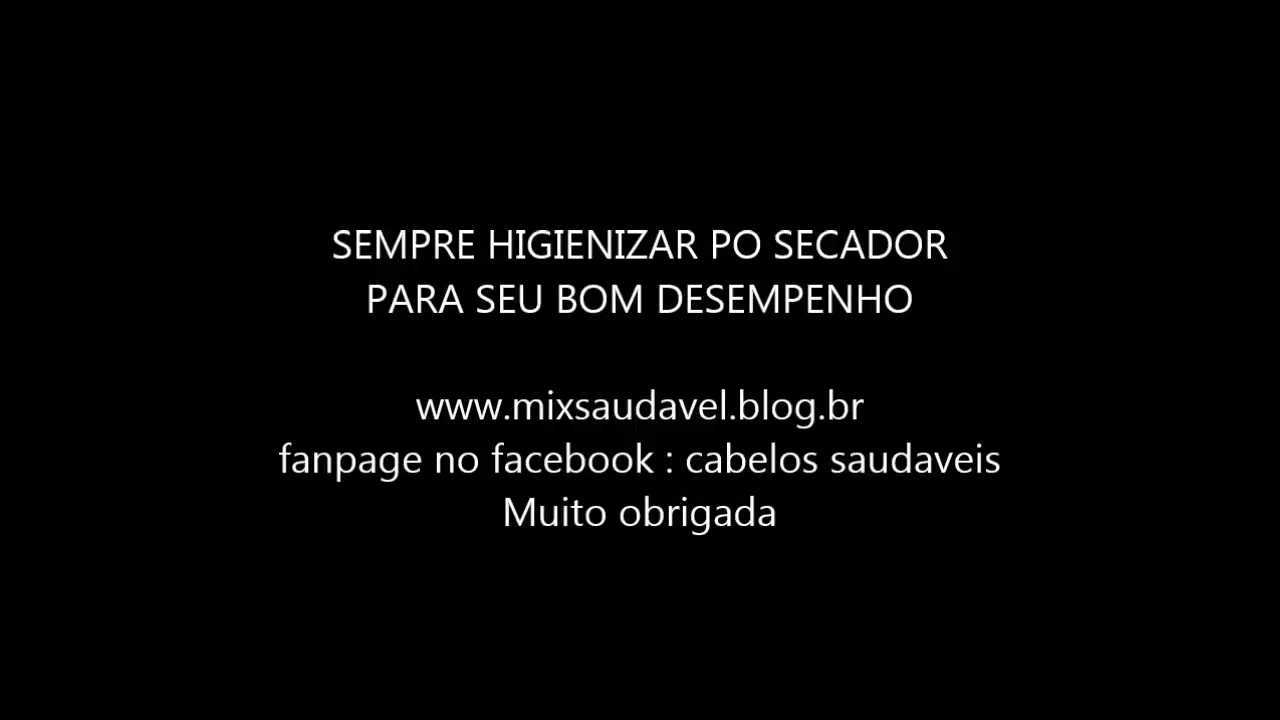 SEMPRE HIGIENIZAR PO SECADOR
PARA SEU BOM DESEMPENHO
www.mixsaudavel.blog.br
fanpage no facebook : cabelos saudaveis
Muito obrigada